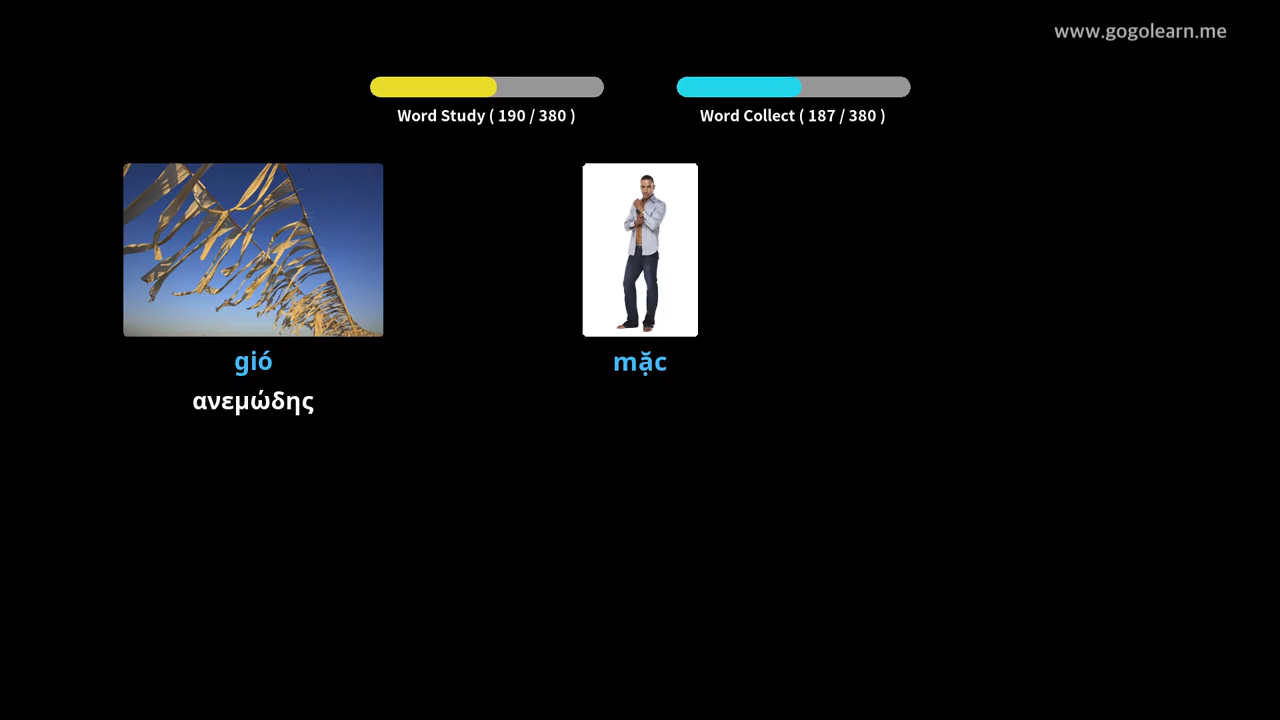 www.gogolearn.me
Word Study ( 190 / 380 )
Word Collect ( 187 / 380 )
gió
mặc
ανεμώδης